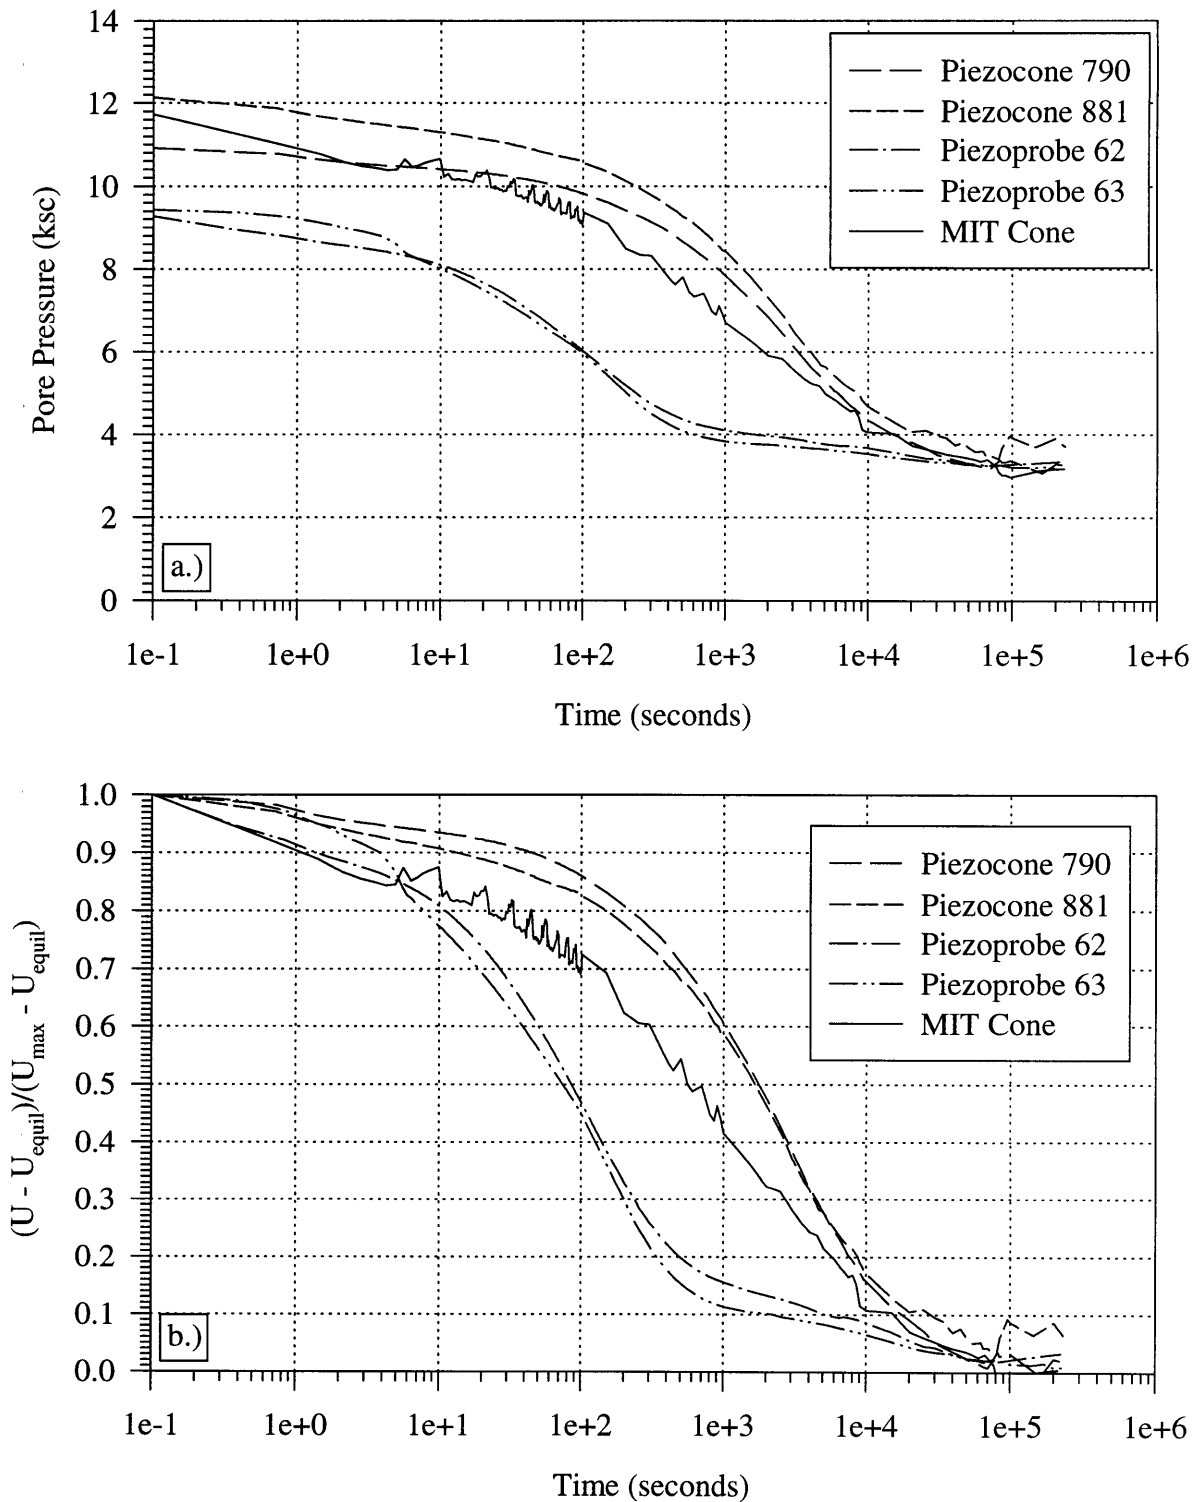 14
12
10
8
6
4
2
0
Pore Pressure (ksc)
Piezocone 790
Piezocone 881
Piezoprobe 62
Piezoprobe 63
MIT Cone
a.)
1e-1 1e+0 1e+1 1e+2 1e+3 1e+4 1e+5 1e+6
Time (seconds)
1.0
0.9
0.8
0.7
0.6
0.5
0.4
0.3
0.2
0.1
0.0
(U - Uequil)/(Umax - Uequil)
Piezocone 790
Piezocone 881
Piezoprobe 62
Piezoprobe 63
MIT Cone
b.)
1e-1 1e+0 1e+1 1e+2 1e+3 1e+4 1e+5 1e+6
Time (seconds)